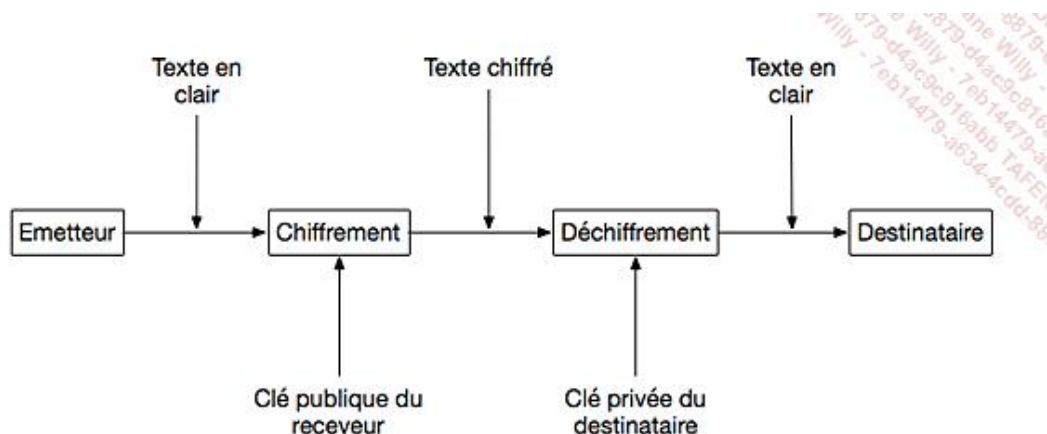 Texte en
clair
Texte chiffré
Texte en
clair
Emetteur
Chiffrement
Déchiffrement
Destinataire
Clé publique du
receveur
Clé privée du
destinataire